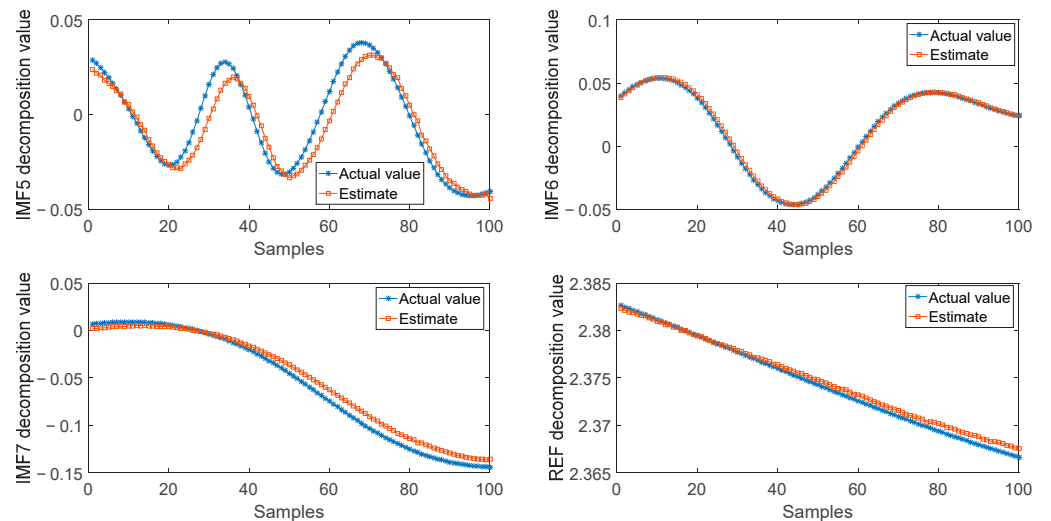 IMF5 decomposition value
0.05
0
−0.05
0
20
40
60
80
100
Samples
Actual value
Estimate
IMF6 decomposition value
0.1
0.05
0
−0.05
0
20
40
60
80
100
Samples
Actual value
Estimate
IMF7 decomposition value
0.05
0
−0.05
−0.1
−0.15
0
20
40
60
80
100
Samples
Actual value
Estimate
REF decomposition value
2.385
2.38
2.375
2.37
2.365
0
20
40
60
80
100
Samples
Actual value
Estimate